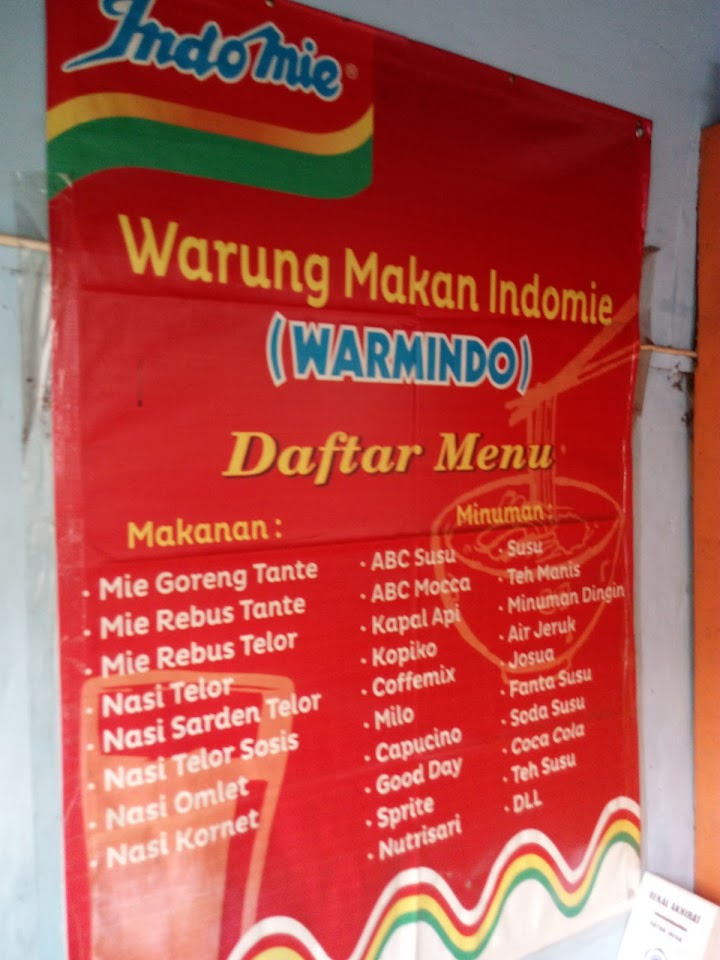 Indomie
Warung Makan Indomie
(WARMINDO)
Daftar Menu
Makanan :
· Mie Goreng Tante
· Mie Rebus Tante
· Mie Rebus Telor
· Nasi Telor
· Nasi Sarden Telor
· Nasi Telor Sosis
· Nasi Omlet
· Nasi Kornet
Minuman :
· ABC Susu
· ABC Mocca
· Kapal Api
· Kopiko
· Coffemix
· Milo
· Capucino
· Good Day
· Sprite
· Nutrisari
· Susu
· Teh Manis
· Minuman Dingin
· Air Jeruk
· Josua
· Fanta Susu
· Soda Susu
· Coca Cola
· Teh Susu
· DLL
BEKAL AKHIRAT